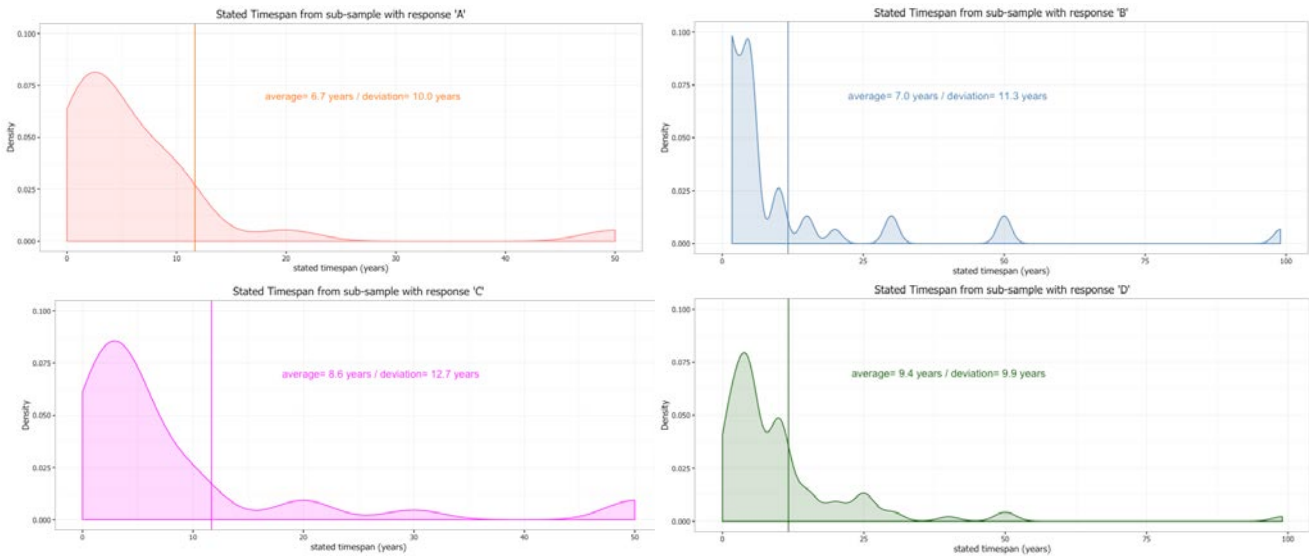 Stated Timespan from sub-sample with response 'A'
0.100
0.075
0.050
0.025
0.000
Density
average= 6.7 years / deviation= 10.0 years
0 10 20 30 40 50
stated timespan (years)
Stated Timespan from sub-sample with response 'B'
0.100
0.075
0.050
0.025
0.000
Density
average= 7.0 years / deviation= 11.3 years
0 25 50 75 100
stated timespan (years)
Stated Timespan from sub-sample with response 'C'
0.100
0.075
0.050
0.025
0.000
Density
average= 8.6 years / deviation= 12.7 years
0 10 20 30 40 50
stated timespan (years)
Stated Timespan from sub-sample with response 'D'
0.100
0.075
0.050
0.025
0.000
Density
average= 9.4 years / deviation= 9.9 years
0 25 50 75 100
stated timespan (years)